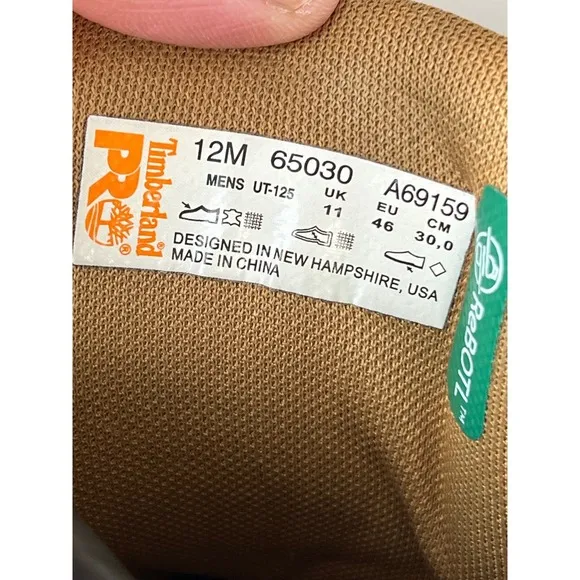 Timberland
PRO®
12M 65030 A69159
MENS UT-125 UK EU CM
11 46 30,0
DESIGNED IN NEW HAMPSHIRE, USA
MADE IN CHINA
ReBOTL™